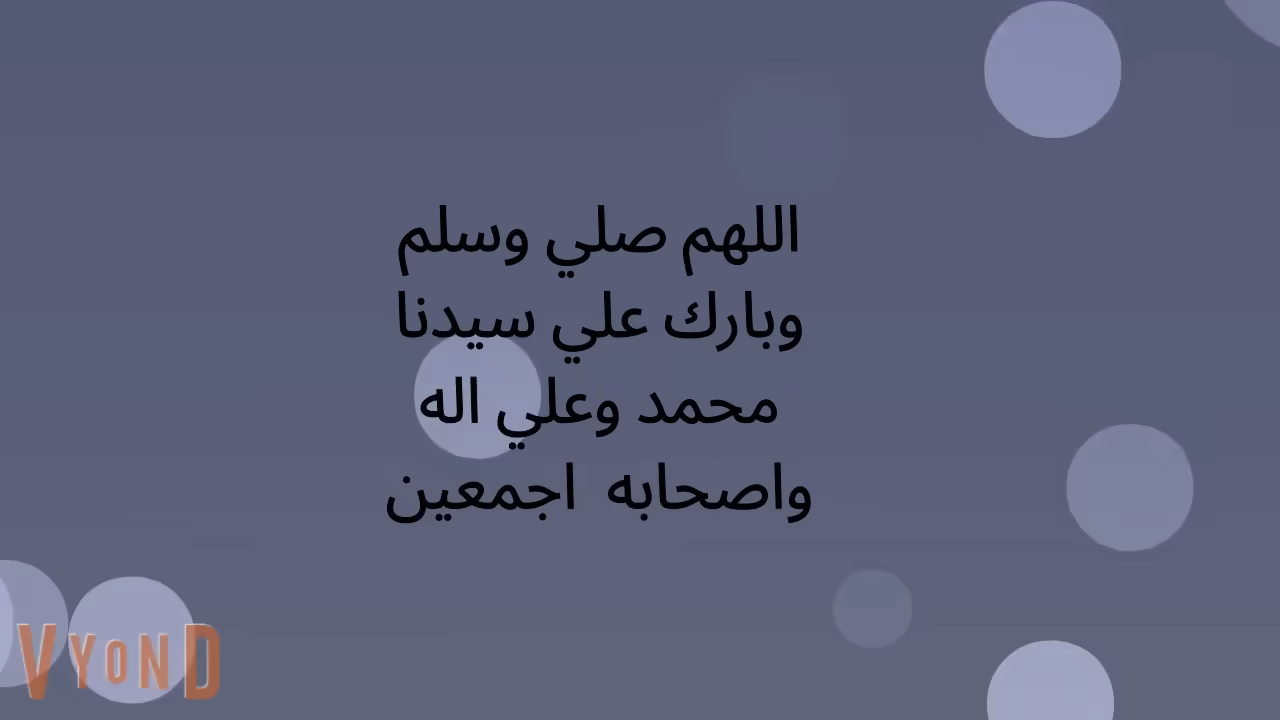 اللهم صلي وسلم
وبارك علي سيدنا
محمد وعلي اله
واصحابه اجمعين
VYOND